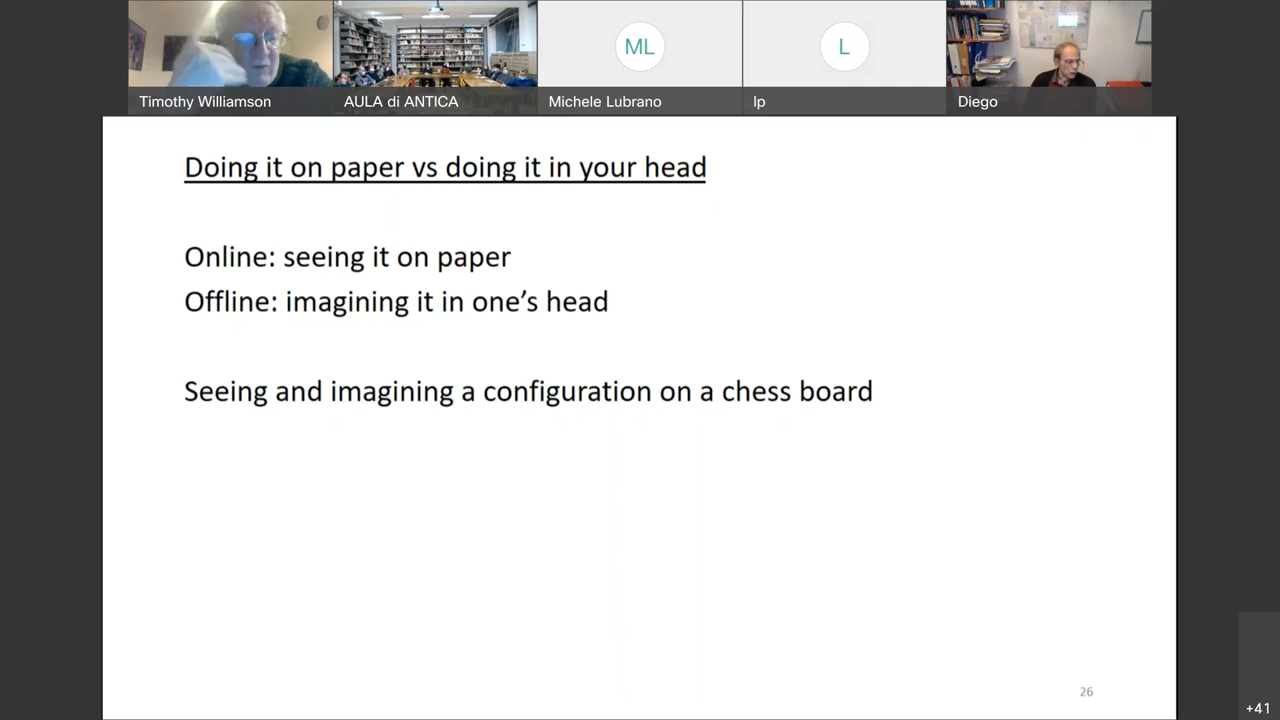 ML
L
Timothy Williamson
AULA di ANTICA
Michele Lubrano
lp
Diego
Doing it on paper vs doing it in your head
Online: seeing it on paper
Offline: imagining it in one’s head
Seeing and imagining a configuration on a chess board
26
+41